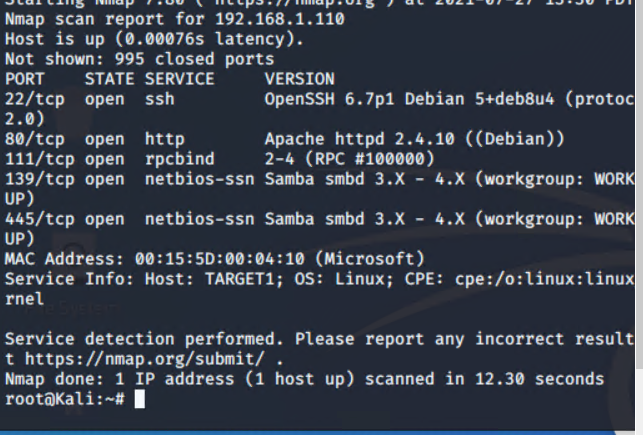 Starting Nmap 7.80 ( https://nmap.org ) at 2021-07-27 15:50 PDT
Nmap scan report for 192.168.1.110
Host is up (0.00076s latency).
Not shown: 995 closed ports
PORT    STATE SERVICE     VERSION
22/tcp  open  ssh         OpenSSH 6.7p1 Debian 5+deb8u4 (protoc
2.0)
80/tcp  open  http        Apache httpd 2.4.10 ((Debian))
111/tcp open  rpcbind     2-4 (RPC #100000)
139/tcp open  netbios-ssn Samba smbd 3.X - 4.X (workgroup: WORK
UP)
445/tcp open  netbios-ssn Samba smbd 3.X - 4.X (workgroup: WORK
UP)
MAC Address: 00:15:5D:00:04:10 (Microsoft)
Service Info: Host: TARGET1; OS: Linux; CPE: cpe:/o:linux:linux
rnel
Service detection performed. Please report any incorrect result
t https://nmap.org/submit/ .
Nmap done: 1 IP address (1 host up) scanned in 12.30 seconds
root@Kali:~#